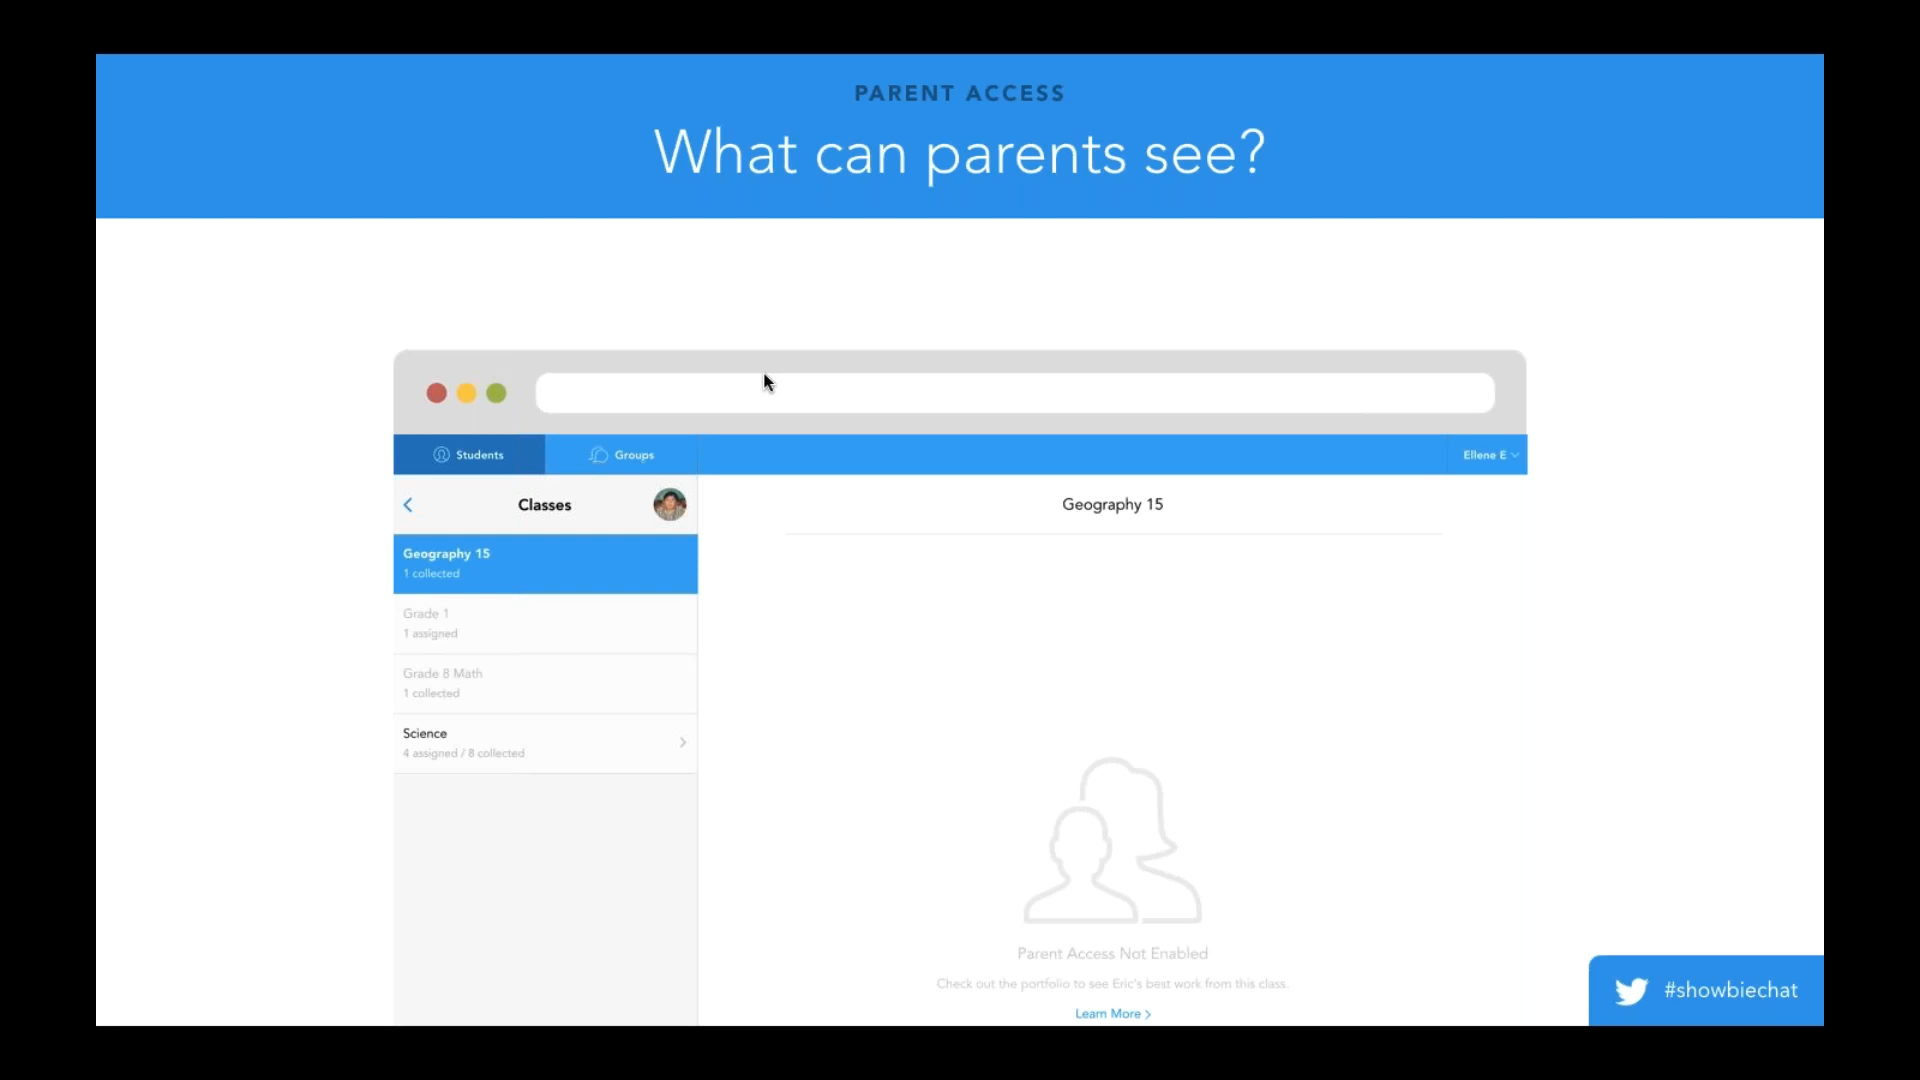 PARENT ACCESS
What can parents see?
Students
Groups
Ellene E
Classes
Geography 15
Geography 15
1 collected
Grade 1
1 assigned
Grade 8 Math
1 collected
Science
4 assigned / 8 collected
Parent Access Not Enabled
Check out the portfolio to see Eric's best work from this class.
Learn More >
#showbiechat